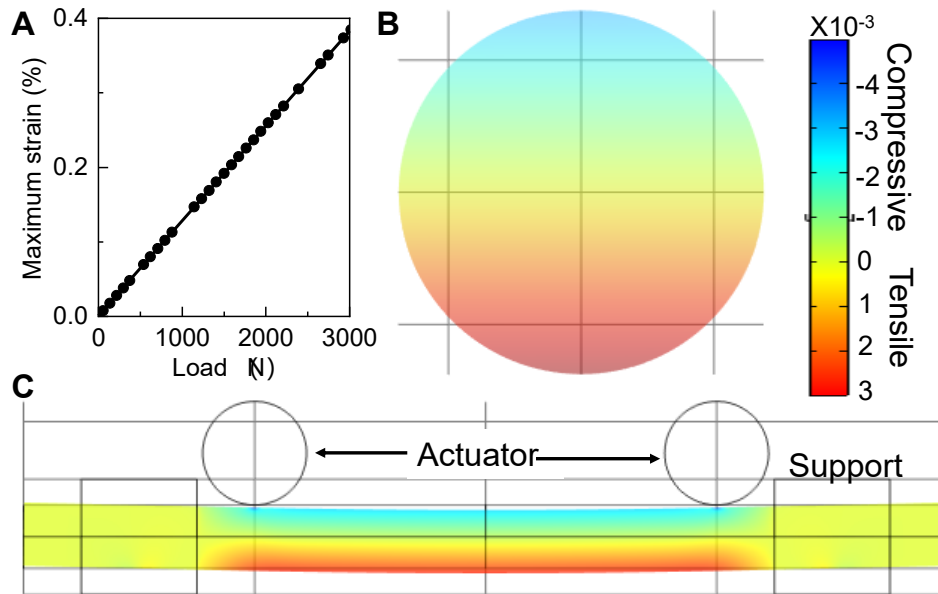 A
Maximum strain (%)
0.4
0.2
0.0
0
1000
2000
3000
Load (N)
B
X10-3
-4
-3
-2
-1
0
1
2
3
Compressive
Tensile
C
Actuator
Support